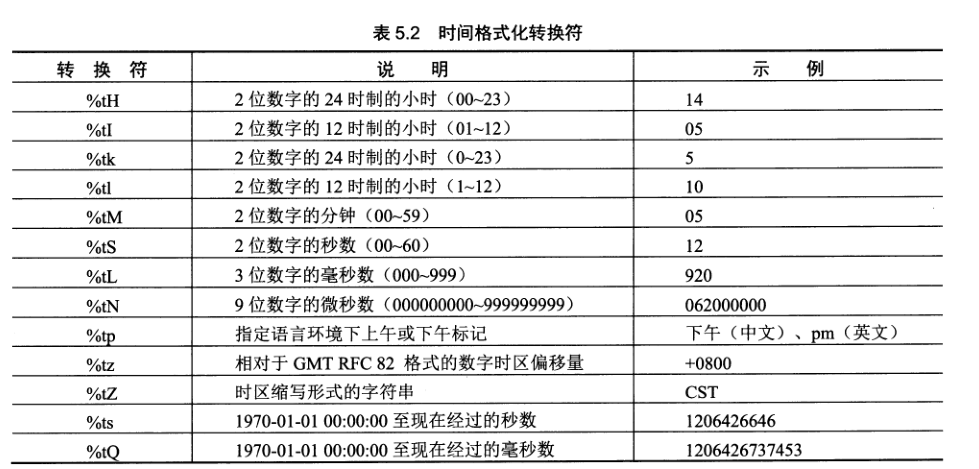 表 5.2 时间格式化转换符
转 换 符 说 明 示 例
%tH 2 位数字的 24 时制的小时（00~23） 14
%tI 2 位数字的 12 时制的小时（01~12） 05
%tk 2 位数字的 24 时制的小时（0~23） 5
%tl 2 位数字的 12 时制的小时（1~12） 10
%tM 2 位数字的分钟（00~59） 05
%tS 2 位数字的秒数（00~60） 12
%tL 3 位数字的毫秒数（000~999） 920
%tN 9 位数字的微秒数（000000000~999999999） 062000000
%tp 指定语言环境下上午或下午标记 下午（中文）、pm（英文）
%tz 相对于 GMT RFC 82 格式的数字时区偏移量 +0800
%tZ 时区缩写形式的字符串 CST
%ts 1970-01-01 00:00:00 至现在经过的秒数 1206426646
%tQ 1970-01-01 00:00:00 至现在经过的毫秒数 1206426737453